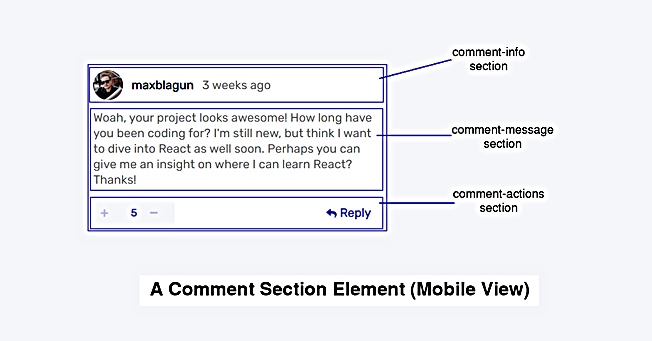 comment-info
section
maxblagun 3 weeks ago
Woah, your project looks awesome! How long have
you been coding for? I'm still new, but think I want
to dive into React as well soon. Perhaps you can
give me an insight on where I can learn React?
Thanks!
comment-message
section
comment-actions
section
+ 5 −
Reply
A Comment Section Element (Mobile View)